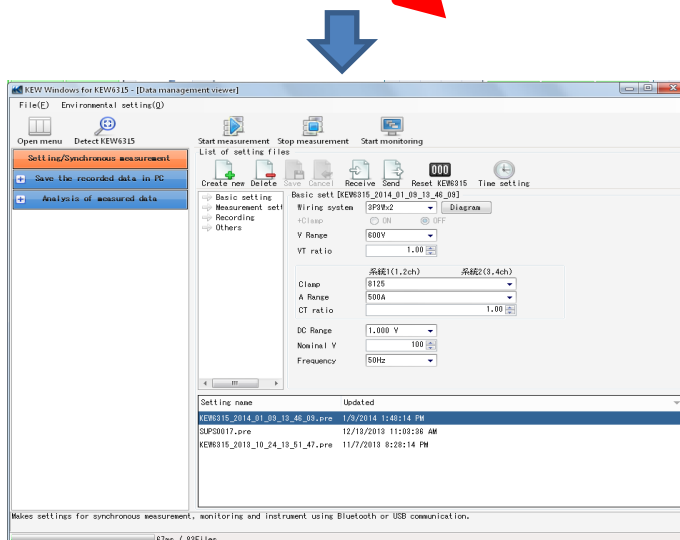 KEW Windows for KEW6315 - [Data management viewer]
File(F) Environmental setting(O)
Open menu Detect KEW6315 Start measurement Stop measurement Start monitoring
Setting/Synchronous measurement
Save the recorded data in PC
Analysis of measured data
List of setting files
Create new Delete Save Cancel Receive Send Reset KEW6315 Time setting
000
Basic setting
Measurement sett
Recording
Others
Basic sett [KEW6315_2014_01_09_13_46_09]
Wiring system 3P3Wx2 Diagram
+Clamp ON OFF
V Range 600V
VT ratio 1.00
系統1(1.2ch) 系統2(3.4ch)
Clamp 8125
A Range 500A
CT ratio 1.00
DC Range 1.000 V
Nominal V 100
Frequency 50Hz
Setting name Updated
KEW6315_2014_01_09_13_46_09.pre 1/9/2014 1:48:14 PM
SUPS0017.pre 12/13/2013 11:03:36 AM
KEW6315_2013_10_24_13_51_47.pre 11/7/2013 8:28:14 PM
Makes settings for synchronous measurement, monitoring and instrument using Bluetooth or USB communication.